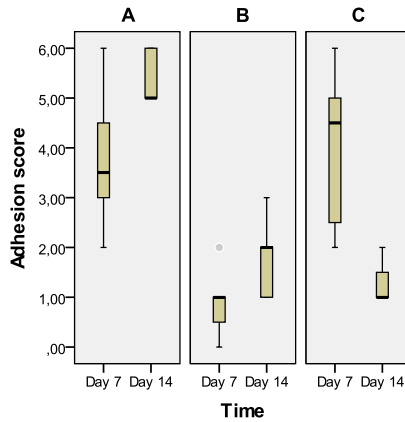 A B C
Adhesion score
6,00
5,00
4,00
3,00
2,00
1,00
,00
Day 7 Day 14 Day 7 Day 14 Day 7 Day 14
Time